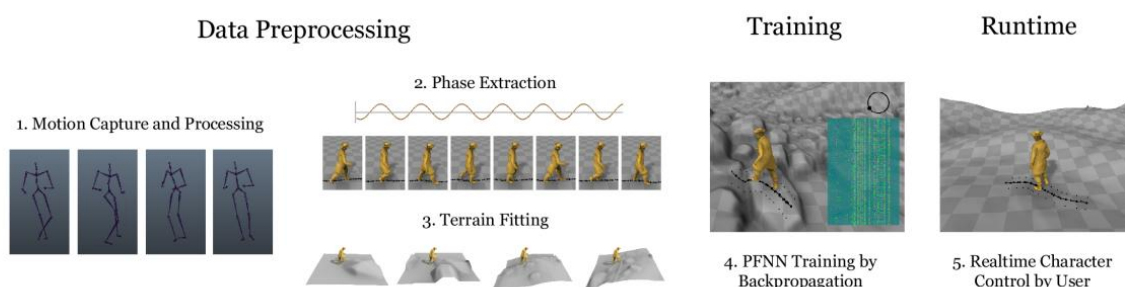 Data Preprocessing
Training
Runtime
1. Motion Capture and Processing
2. Phase Extraction
3. Terrain Fitting
4. PFNN Training by
Backpropagation
5. Realtime Character
Control by User